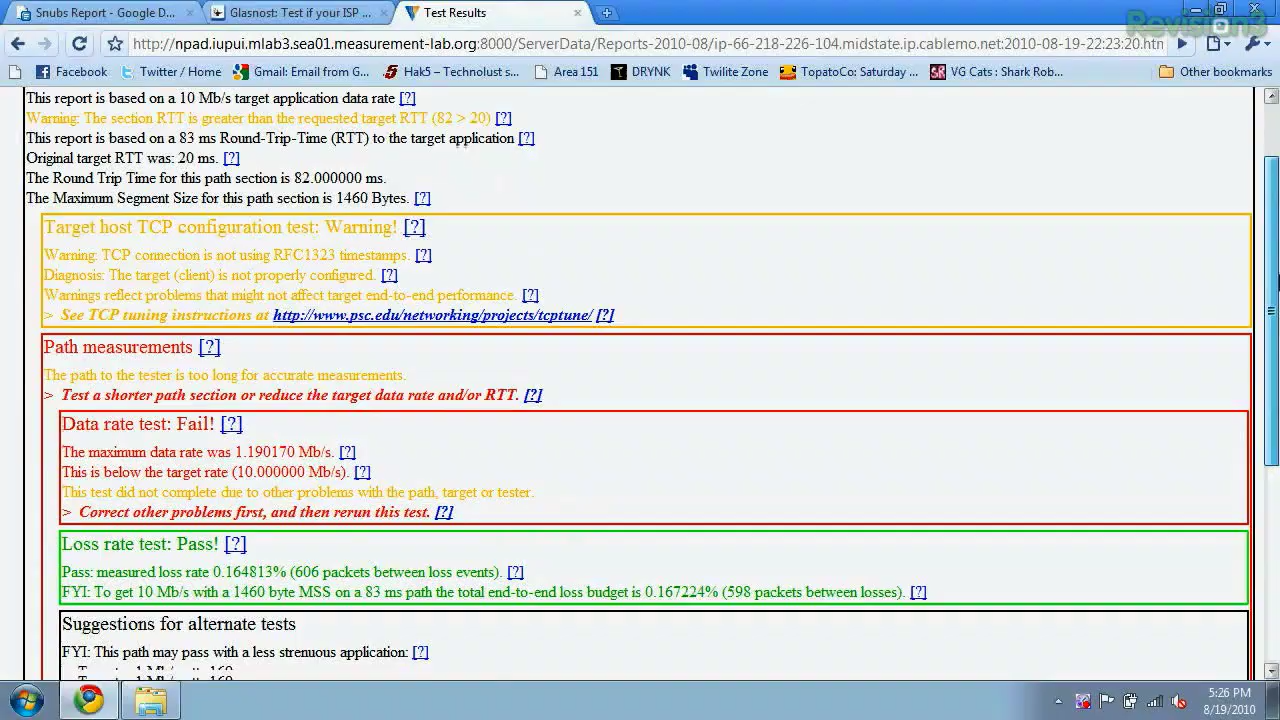 Snubs Report - Google D...
Glasnost: Test if your ISP
Test Results
Revision3
http://npad.iupui.mlab3.sea01.measurement-lab.org:8000/ServerData/Reports-2010-08/ip-66-218-226-104.midstate.ip.cablemo.net:2010-08-19-22:23:20.htm
Facebook
Twitter / Home
Gmail: Email from G...
Hak5 — Technolust s...
Area 151
DRYNK
Twilite Zone
TopatoCo: Saturday ...
VG Cats : Shark Rob...
Other bookmarks
This report is based on a 10 Mb/s target application data rate [?]
Warning: The section RTT is greater than the requested target RTT (82 > 20) [?]
This report is based on a 83 ms Round-Trip-Time (RTT) to the target application [?]
Original target RTT was: 20 ms. [?]
The Round Trip Time for this path section is 82.000000 ms.
The Maximum Segment Size for this path section is 1460 Bytes. [?]
Target host TCP configuration test: Warning! [?]
Warning: TCP connection is not using RFC1323 timestamps. [?]
Diagnosis: The target (client) is not properly configured. [?]
Warnings reflect problems that might not affect target end-to-end performance. [?]
> See TCP tuning instructions at http://www.psc.edu/networking/projects/tcptune/ [?]
Path measurements [?]
The path to the tester is too long for accurate measurements.
> Test a shorter path section or reduce the target data rate and/or RTT. [?]
Data rate test: Fail! [?]
The maximum data rate was 1.190170 Mb/s. [?]
This is below the target rate (10.000000 Mb/s). [?]
This test did not complete due to other problems with the path, target or tester.
> Correct other problems first, and then rerun this test. [?]
Loss rate test: Pass! [?]
Pass: measured loss rate 0.164813% (606 packets between loss events). [?]
FYI: To get 10 Mb/s with a 1460 byte MSS on a 83 ms path the total end-to-end loss budget is 0.167224% (598 packets between losses). [?]
Suggestions for alternate tests
FYI: This path may pass with a less strenuous application: [?]
5:26 PM
8/19/2010